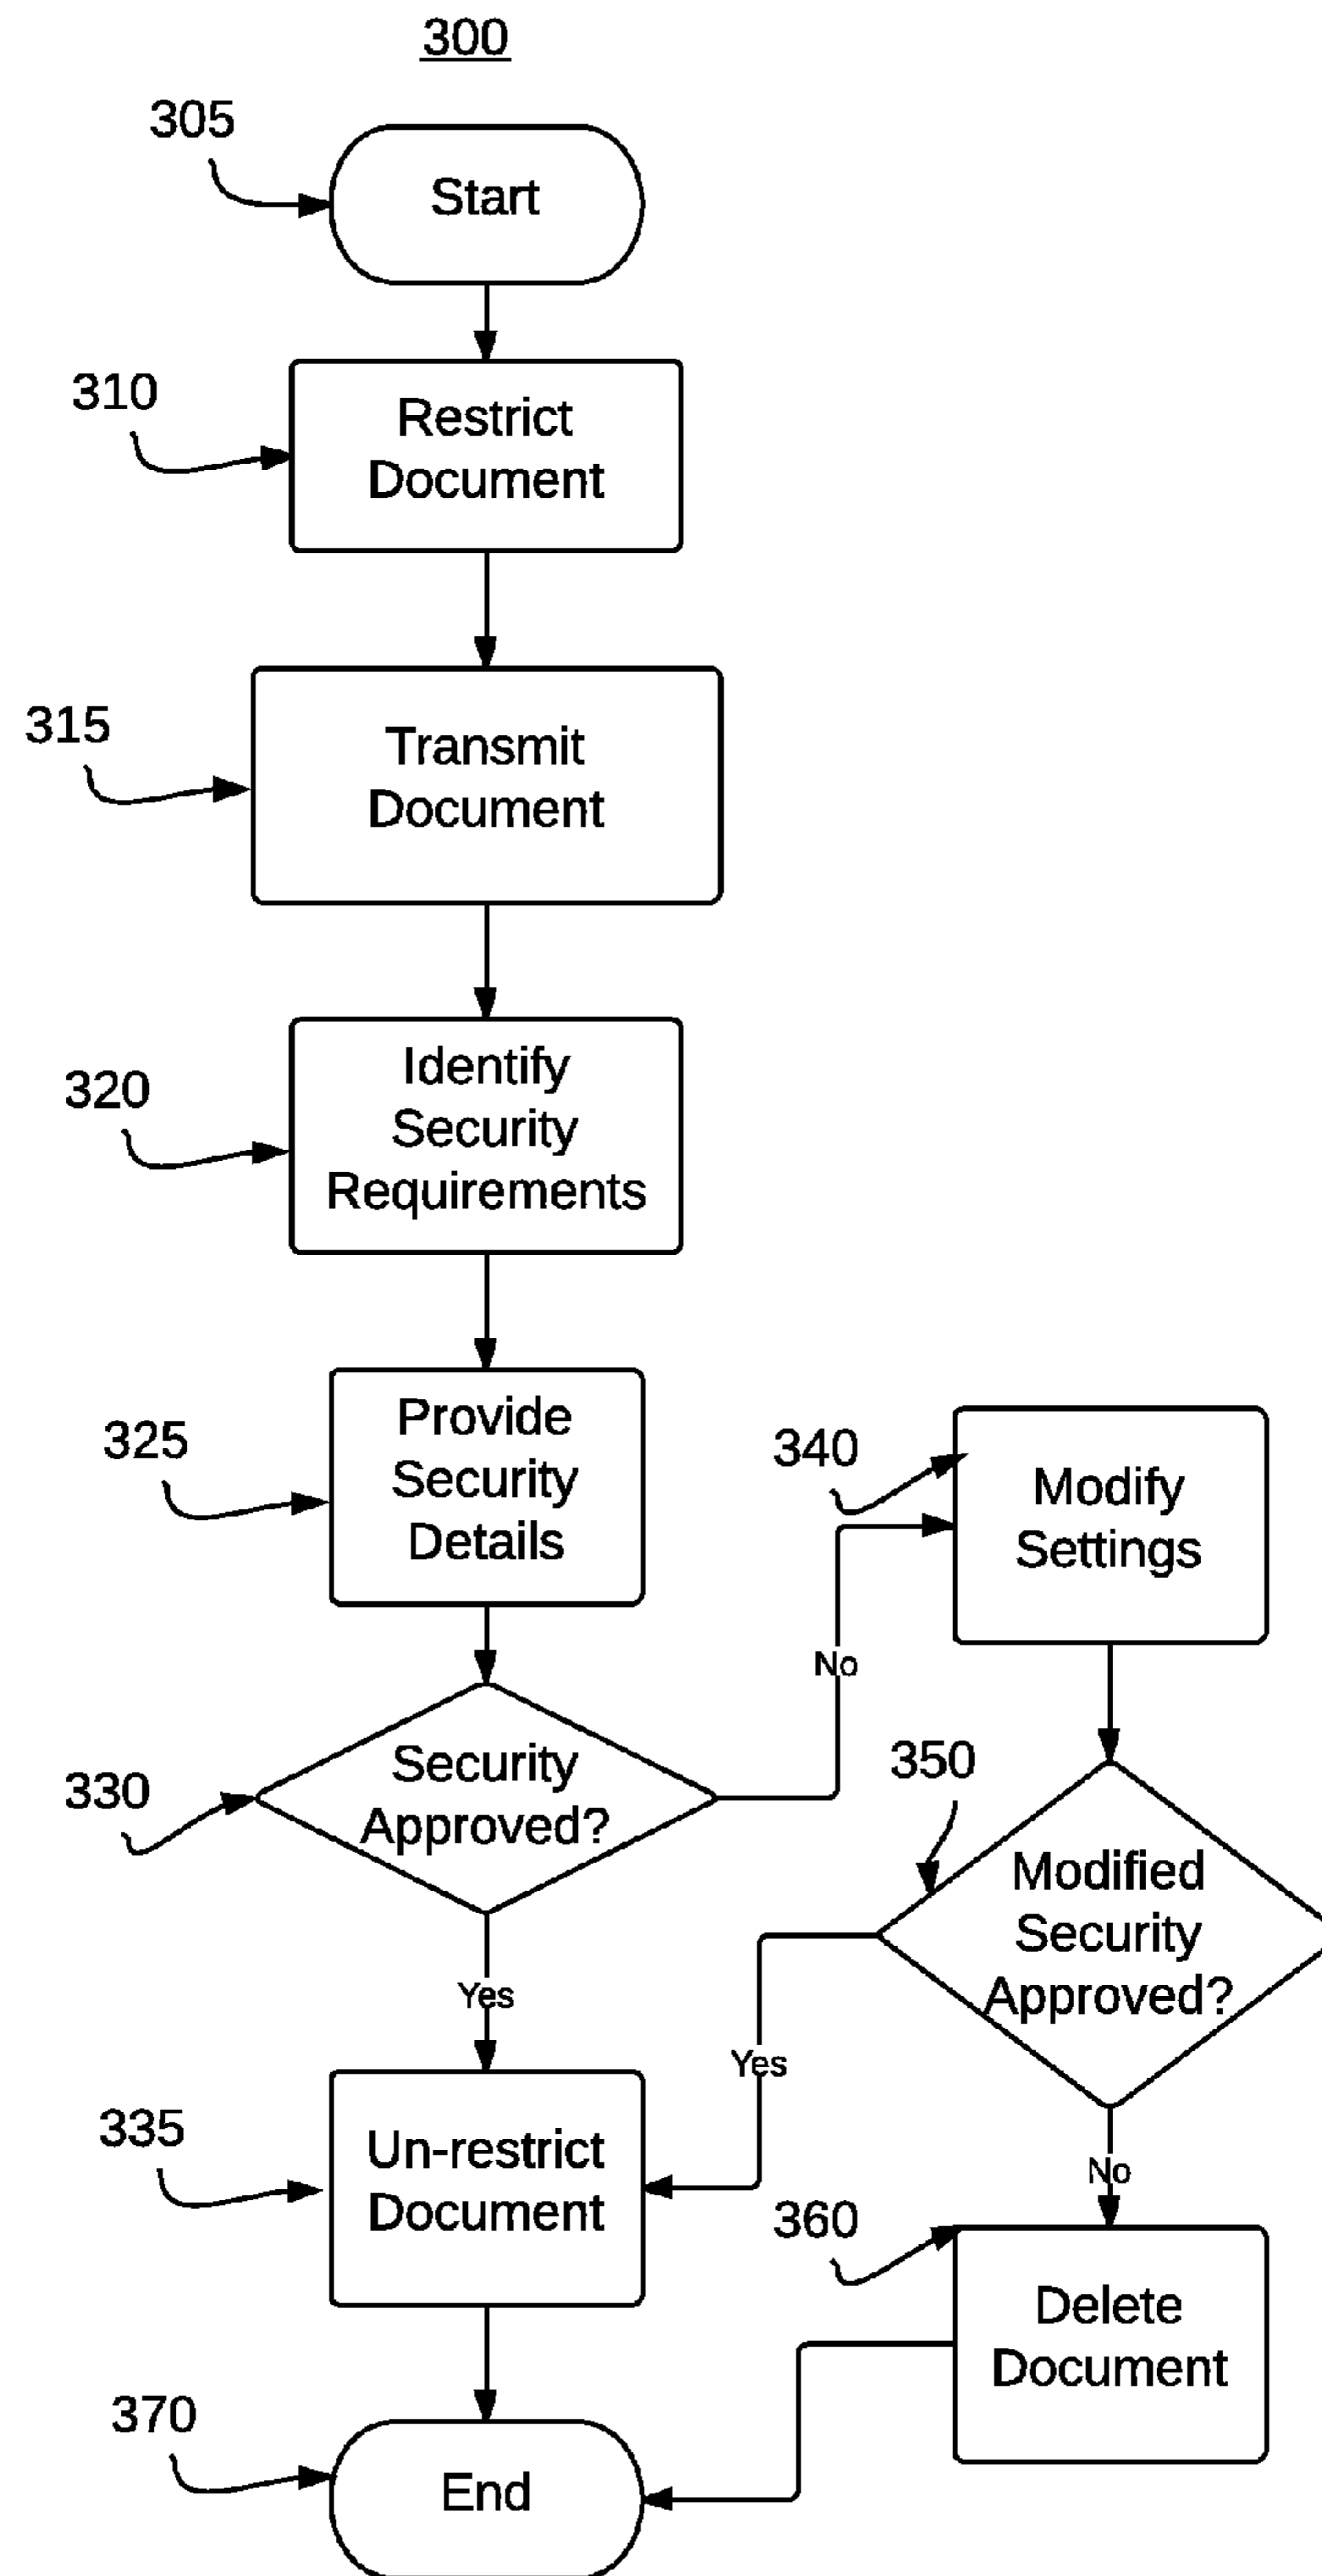 300
305
Start
310
Restrict
Document
315
Transmit
Document
320
Identify
Security
Requirements
325
Provide
Security
Details
340
Modify
Settings
No
330
Security
Approved?
350
Modified
Security
Approved?
Yes
Yes
335
Un-restrict
Document
No
360
Delete
Document
370
End